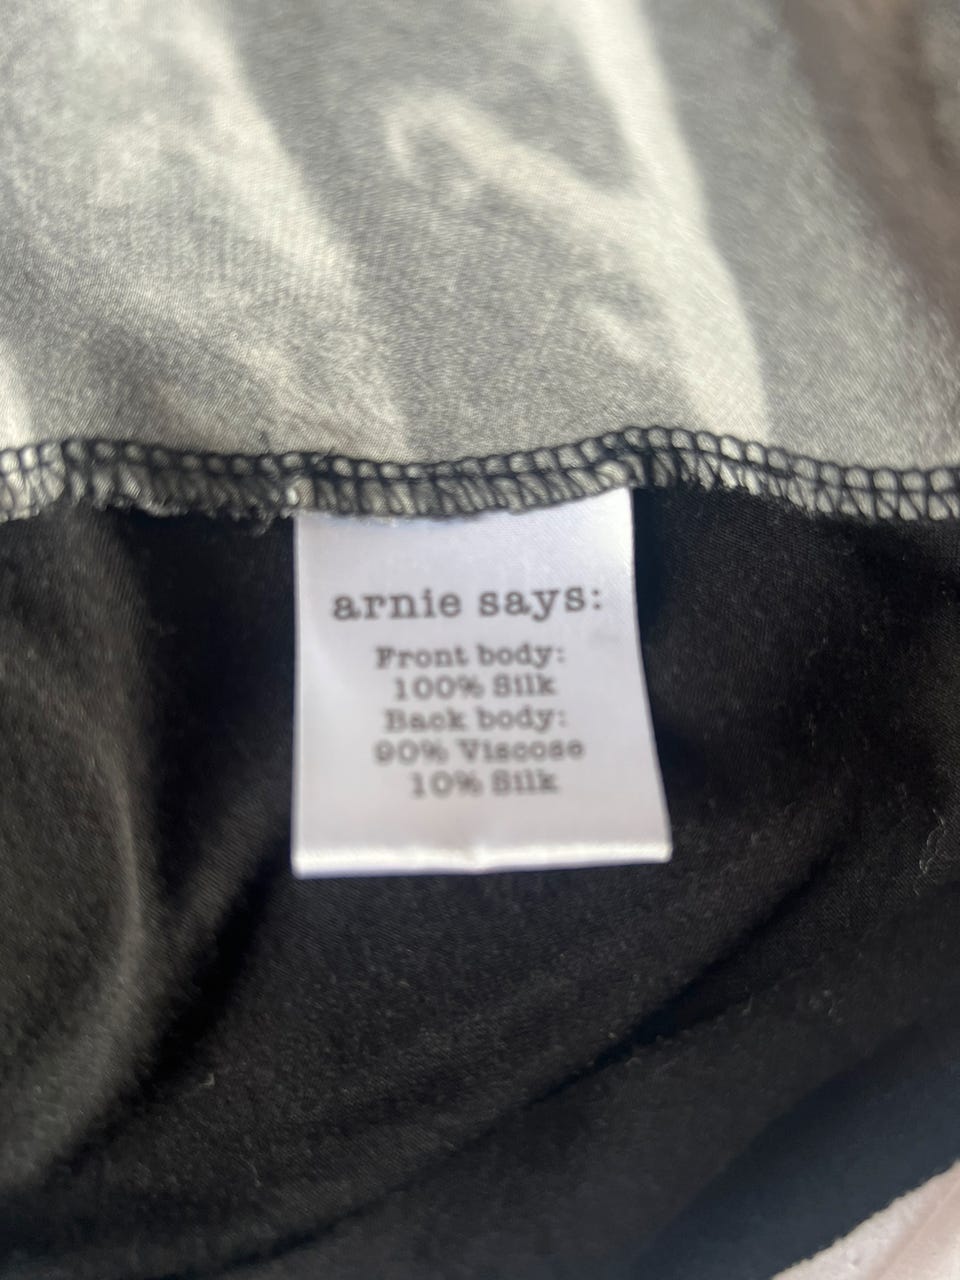 arnie says:
Front body:
100% Silk
Back body:
90% Viscose
10% Silk